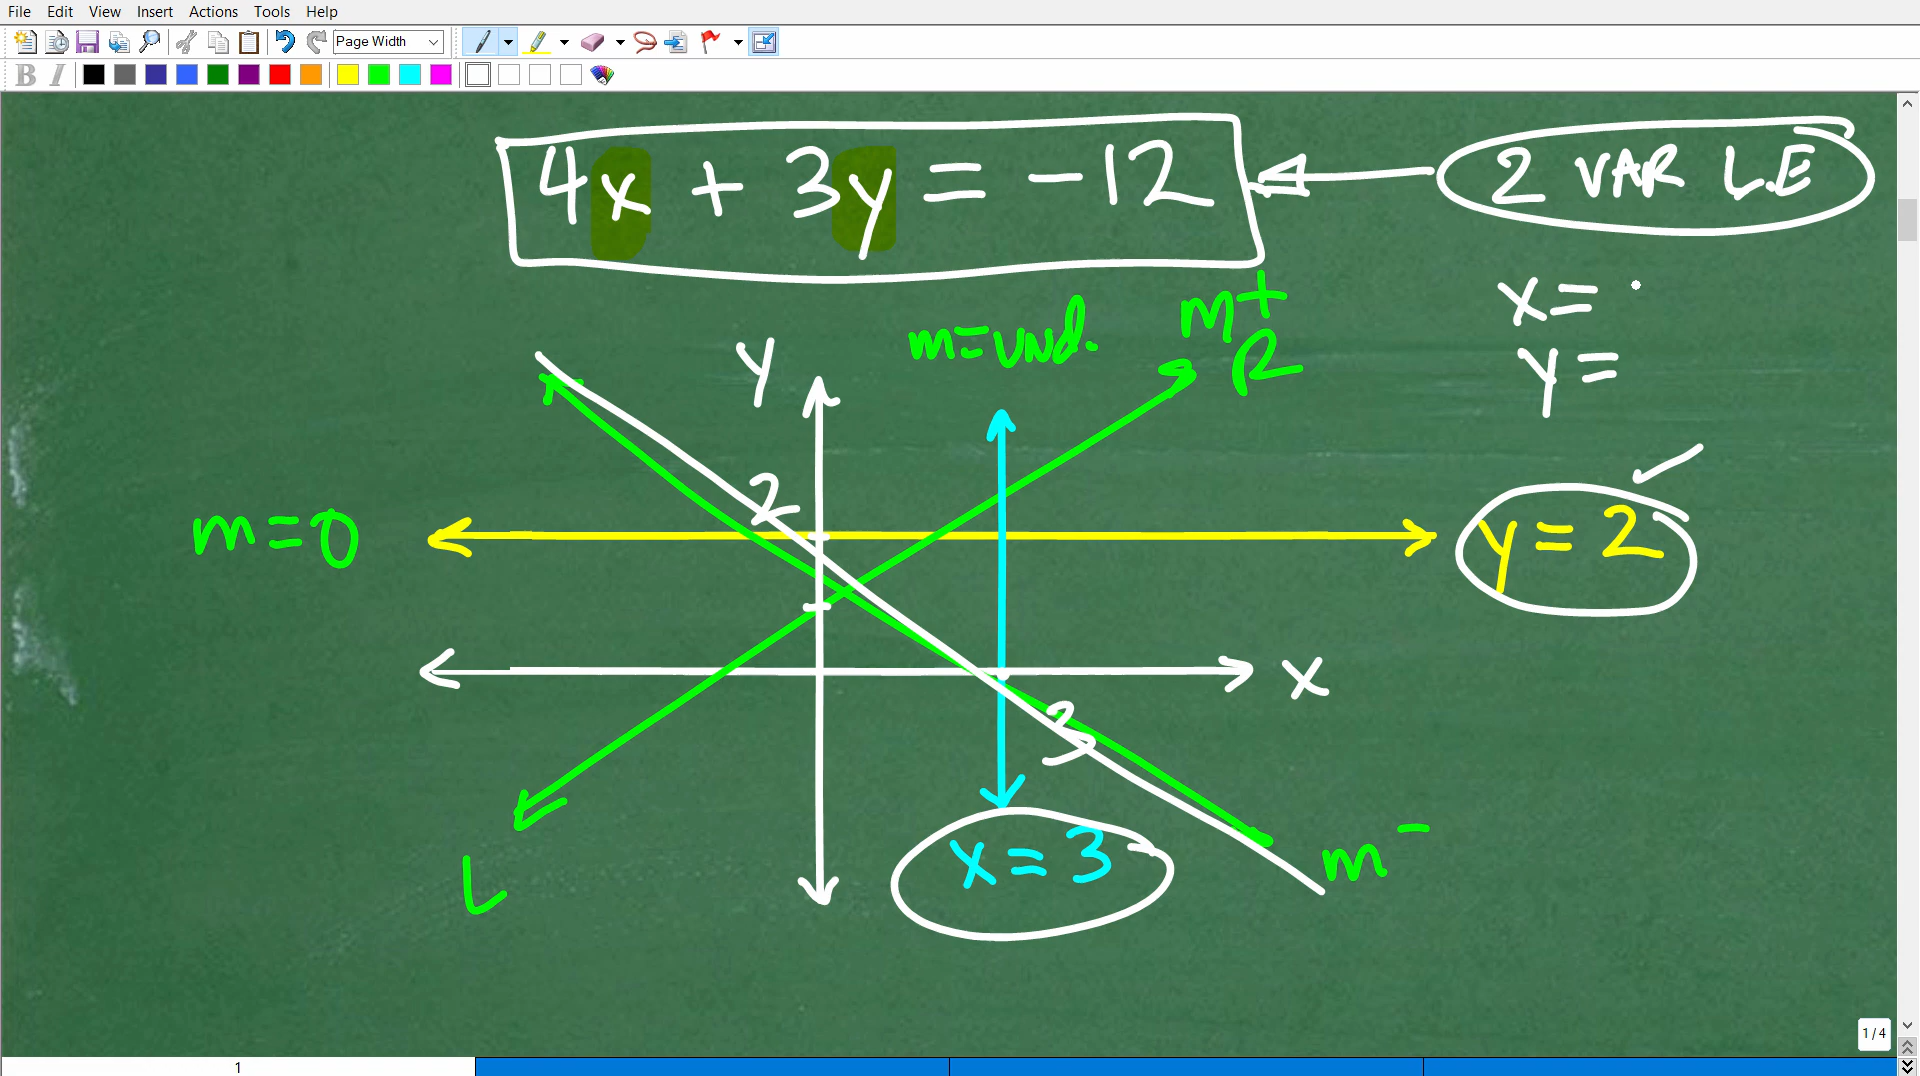 File Edit View Insert Actions Tools Help
Page Width
B I
4x + 3y = -12
2 VAR L.E
x =
y =
m = und.
m+
R
y
2
m = 0
y = 2
x
3
x = 3
m-
L
1 / 4
1